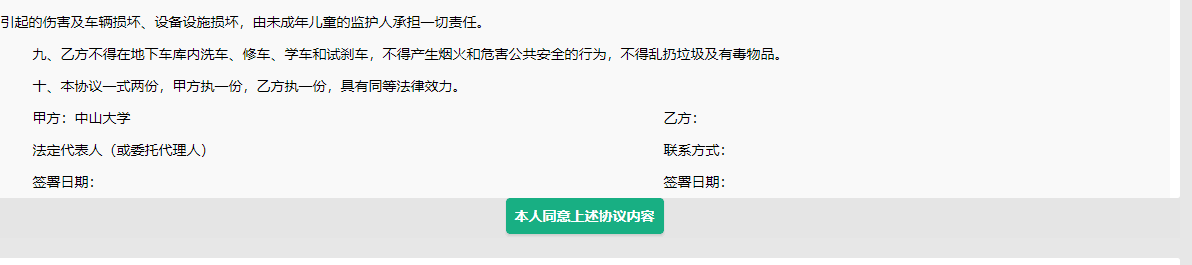 引起的伤害及车辆损坏、设备设施损坏，由未成年儿童的监护人承担一切责任。
九、乙方不得在地下车库内洗车、修车、学车和试刹车，不得产生烟火和危害公共安全的行为，不得乱扔垃圾及有毒物品。
十、本协议一式两份，甲方执一份，乙方执一份，具有同等法律效力。
甲方：中山大学 乙方：
法定代表人（或委托代理人） 联系方式：
签署日期： 签署日期：
本人同意上述协议内容